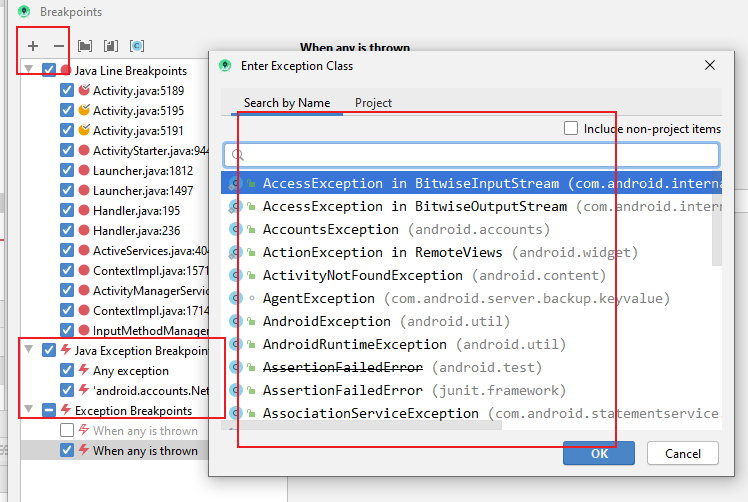 Breakpoints
When any is thrown
Java Line Breakpoints
Activity.java:5189
Activity.java:5195
Activity.java:5191
ActivityStarter.java:944
Launcher.java:1812
Launcher.java:1497
Handler.java:195
Handler.java:236
ActiveServices.java:404
ContextImpl.java:1571
ActivityManagerServic
ContextImpl.java:1714
InputMethodManager
Java Exception Breakpoint
Any exception
'android.accounts.Net
Exception Breakpoints
When any is thrown
When any is thrown
Enter Exception Class
Search by Name Project
Include non-project items
AccessException in BitwiseInputStream (com.android.interna
AccessException in BitwiseOutputStream (com.android.intern
AccountsException (android.accounts)
ActionException in RemoteViews (android.widget)
ActivityNotFoundException (android.content)
AgentException (com.android.server.backup.keyvalue)
AndroidException (android.util)
AndroidRuntimeException (android.util)
AssertionFailedError (android.test)
AssertionFailedError (junit.framework)
AssociationServiceException (com.android.statementservice
OK Cancel